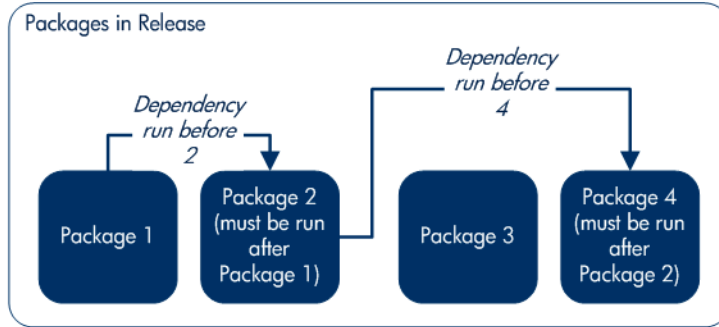 Packages in Release
Dependency
run before
2
Dependency
run before
4
Package 1
Package 2
(must be run
after
Package 1)
Package 3
Package 4
(must be run
after
Package 2)